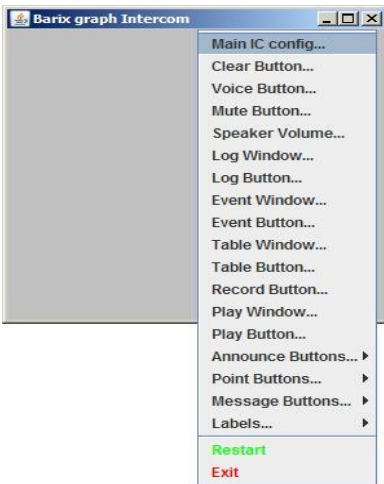 Barix graph Intercom
Main IC config...
Clear Button...
Voice Button...
Mute Button...
Speaker Volume...
Log Window...
Log Button...
Event Window...
Event Button...
Table Window...
Table Button...
Record Button...
Play Window...
Play Button...
Announce Buttons...
Point Buttons...
Message Buttons...
Labels...
Restart
Exit